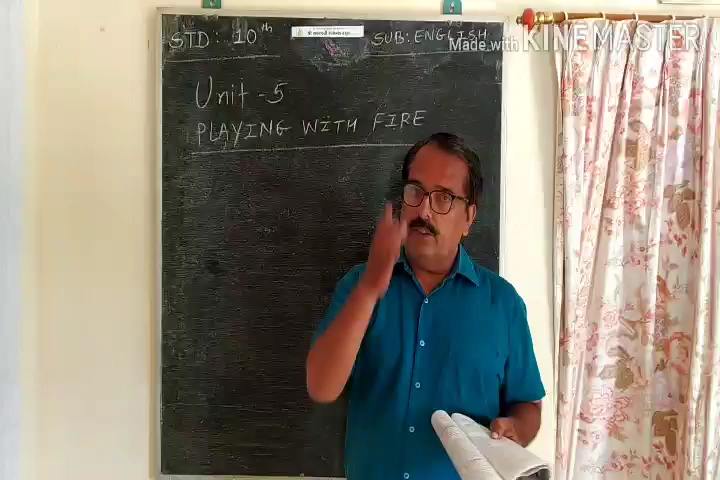 STD: 10th
SUB: ENGLISH
Made with KINEMASTER
Unit - 5
PLAYING WITH FIRE